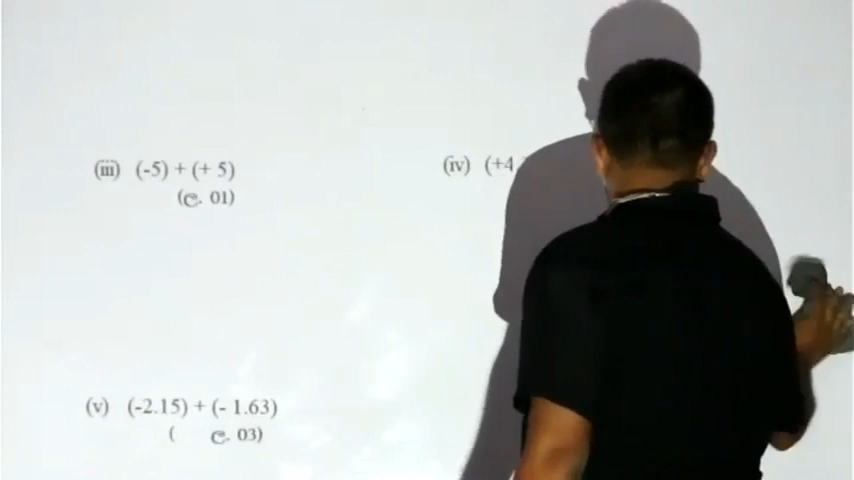 (iii) (-5) + (+ 5)
(ල. 01)
(iv) (+4
(v) (-2.15) + (- 1.63)
( ල. 03)